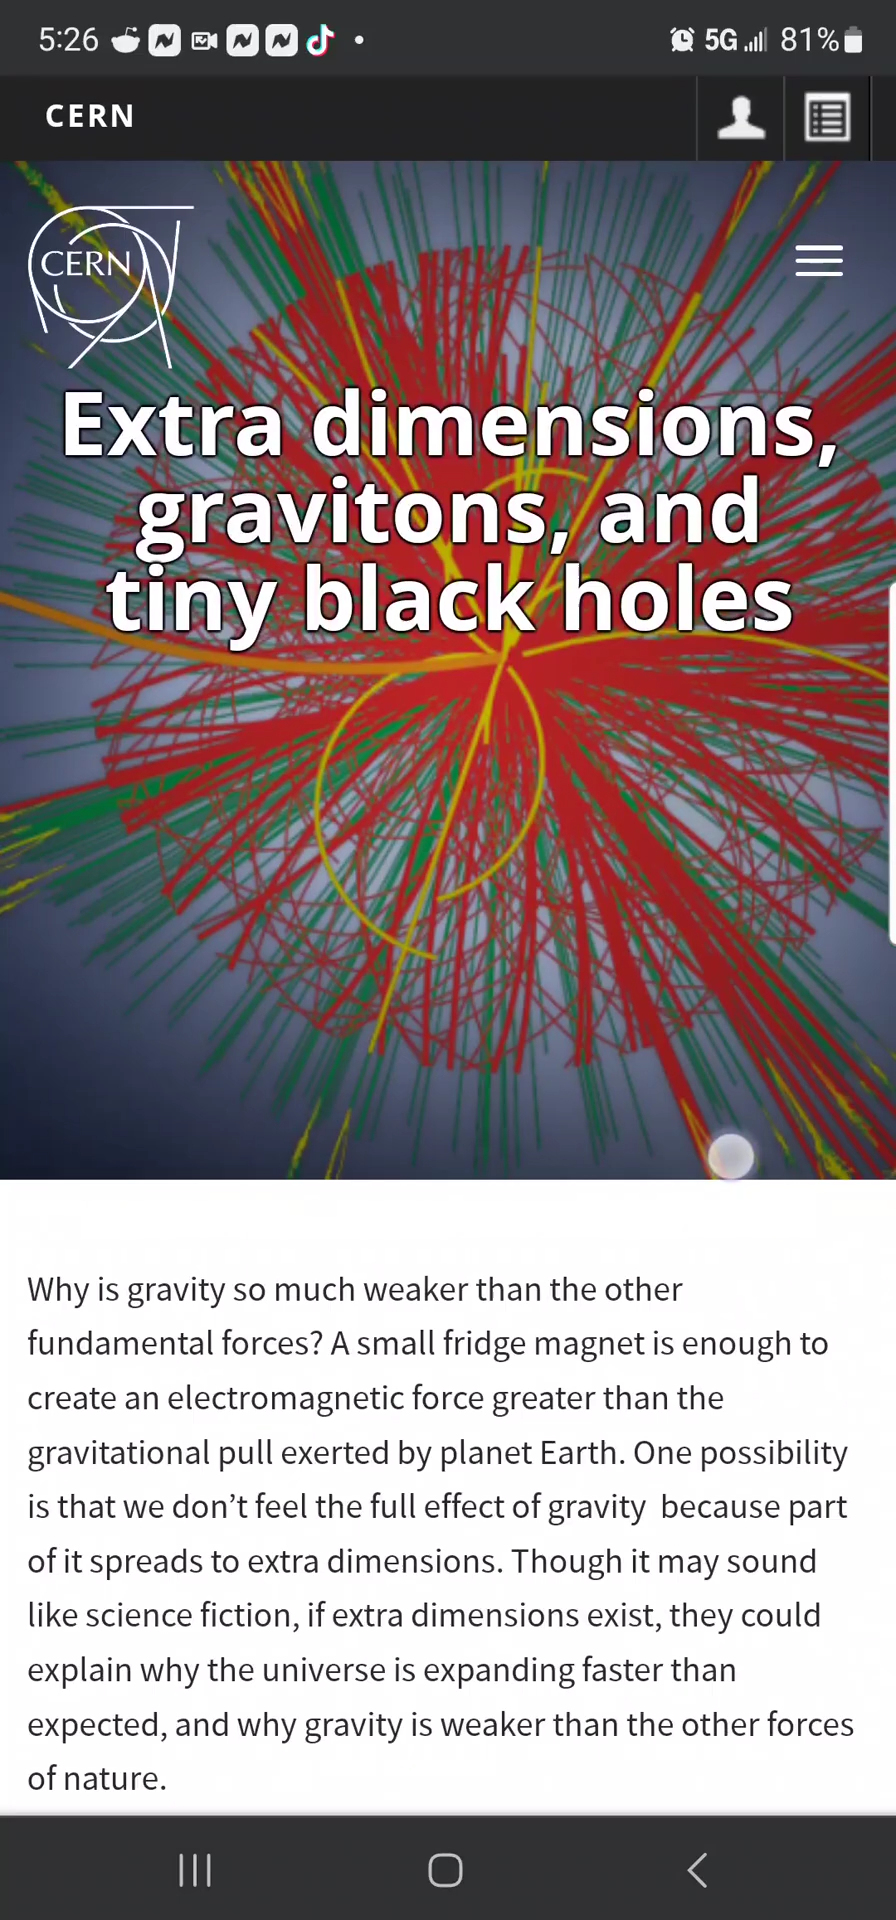 5:26 5G 81%
CERN
CERN
Extra dimensions,
gravitons, and
tiny black holes
Why is gravity so much weaker than the other
fundamental forces? A small fridge magnet is enough to
create an electromagnetic force greater than the
gravitational pull exerted by planet Earth. One possibility
is that we don’t feel the full effect of gravity  because part
of it spreads to extra dimensions. Though it may sound
like science fiction, if extra dimensions exist, they could
explain why the universe is expanding faster than
expected, and why gravity is weaker than the other forces
of nature.